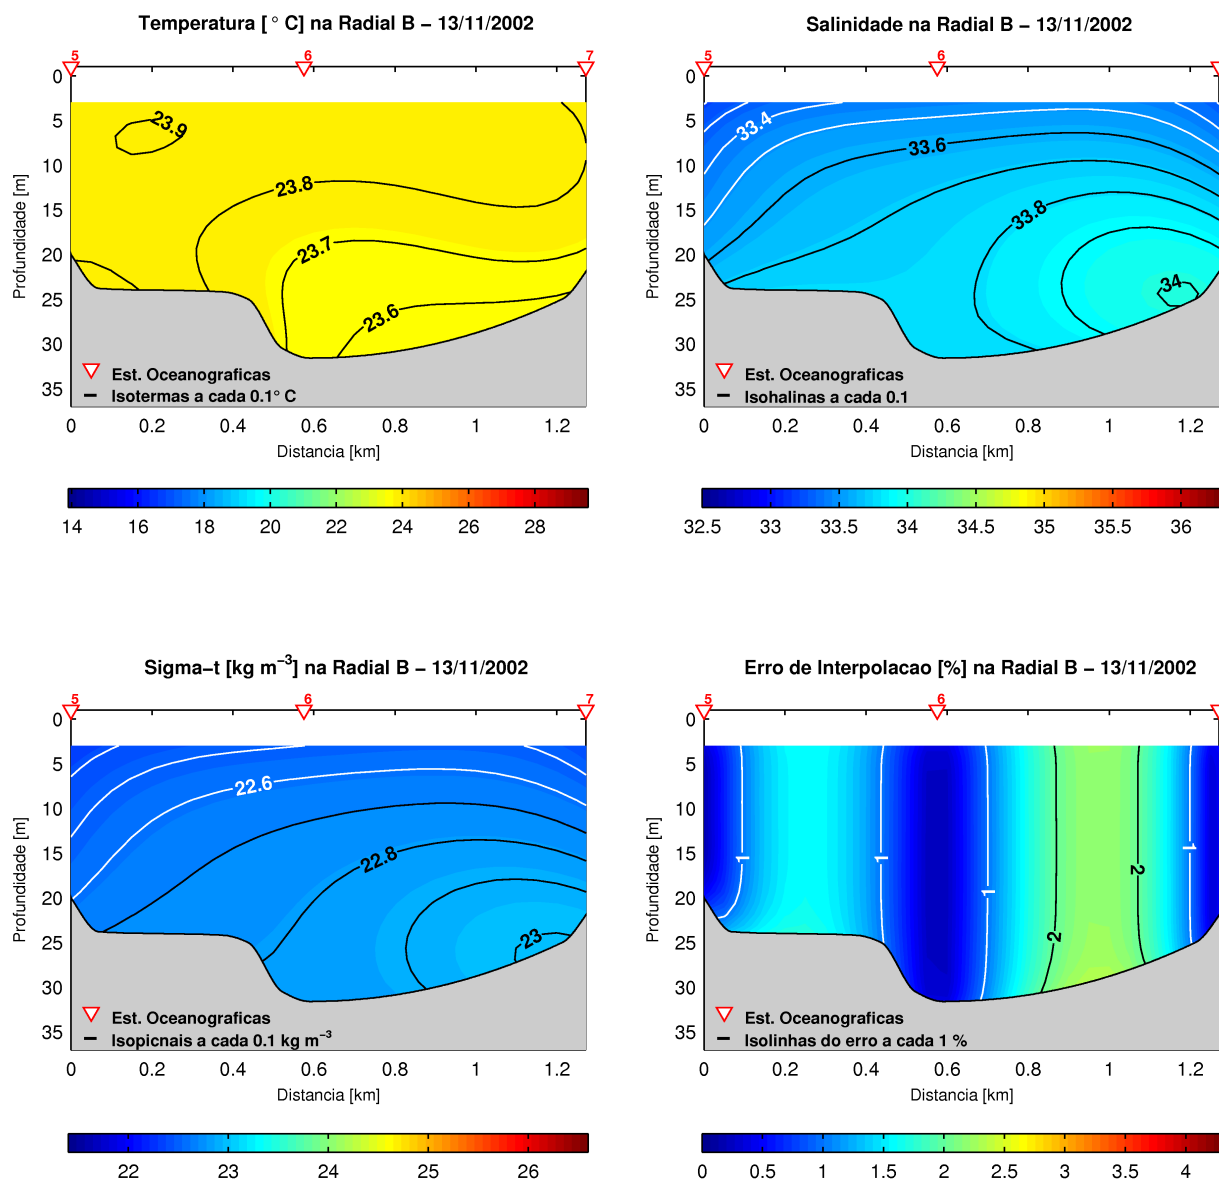 Temperatura [ ° C] na Radial B – 13/11/2002
5
6
7
0
5
10
15
20
25
30
35
Profundidade [m]
23.9
23.8
23.7
23.6
Est. Oceanograficas
Isotermas a cada 0.1° C
0 0.2 0.4 0.6 0.8 1 1.2
Distancia [km]
14 16 18 20 22 24 26 28
Salinidade na Radial B – 13/11/2002
5
6
0
5
10
15
20
25
30
35
Profundidade [m]
33.4
33.6
33.8
34
Est. Oceanograficas
Isohalinas a cada 0.1
0 0.2 0.4 0.6 0.8 1 1.2
Distancia [km]
32.5 33 33.5 34 34.5 35 35.5 36
Sigma–t [kg m⁻³] na Radial B – 13/11/2002
5
6
7
0
5
10
15
20
25
30
35
Profundidade [m]
22.6
22.8
23
Est. Oceanograficas
Isopicnais a cada 0.1 kg m⁻³
0 0.2 0.4 0.6 0.8 1 1.2
Distancia [km]
22 23 24 25 26
Erro de Interpolacao [%] na Radial B – 13/11/2002
5
6
0
5
10
15
20
25
30
35
Profundidade [m]
1
1
1
2
2
1
Est. Oceanograficas
Isolinhas do erro a cada 1 %
0 0.2 0.4 0.6 0.8 1 1.2
Distancia [km]
0 0.5 1 1.5 2 2.5 3 3.5 4